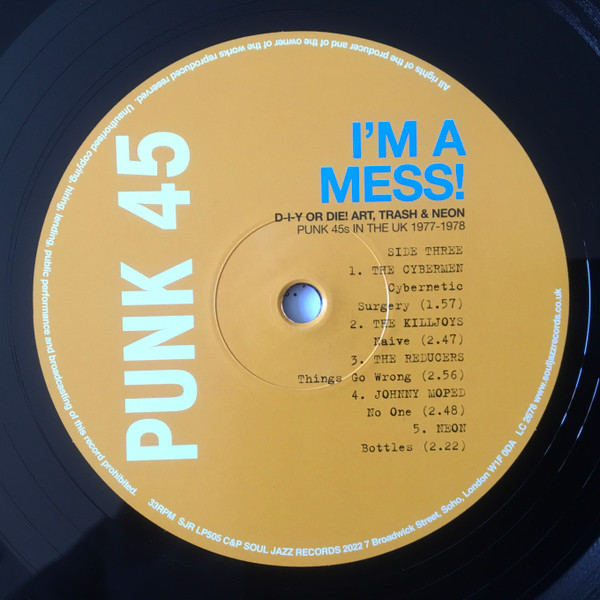 PUNK 45
I'M A
MESS!
D-I-Y OR DIE! ART, TRASH & NEON
PUNK 45s IN THE UK 1977-1978
SIDE THREE
1. THE CYBERMEN
Cybernetic
Surgery (1.57)
2. THE KILLJOYS
Naive (2.47)
3. THE REDUCERS
Things Go Wrong (2.56)
4. JOHNNY MOPED
No One (2.48)
5. NEON
Bottles (2.22)
All rights of the producer and of the owner of the works reproduced reserved. Unauthorised copying, hiring, lending, public performance and broadcasting of this record prohibited.
33RPM SJR LP505 C&P SOUL JAZZ RECORDS 2022 7 Broadwick Street, Soho, London W1F 0DA LC 2678 www.souljazzrecords.co.uk